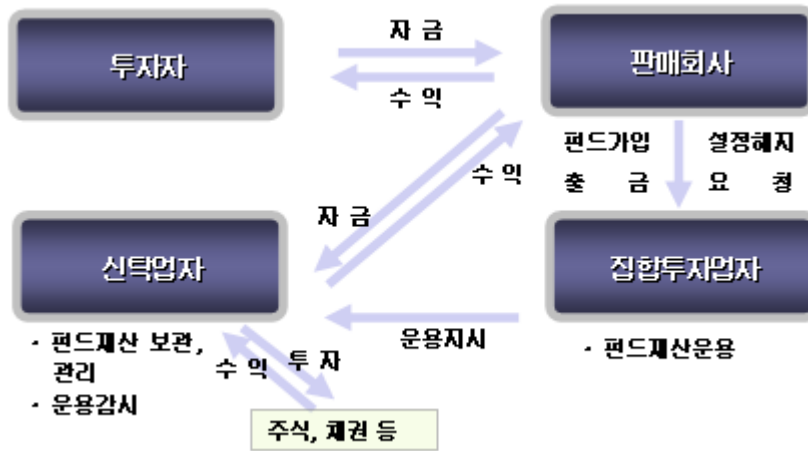 자 금
투자자
판매회사
수 익
펀드가입 설정해지
출 금 요 청
수 익
자 금
신탁업자
집합투자업자
운용지시
· 펀드재산 보관,
관리
· 운용감시
수 익
투 자
· 펀드재산운용
주식, 채권 등